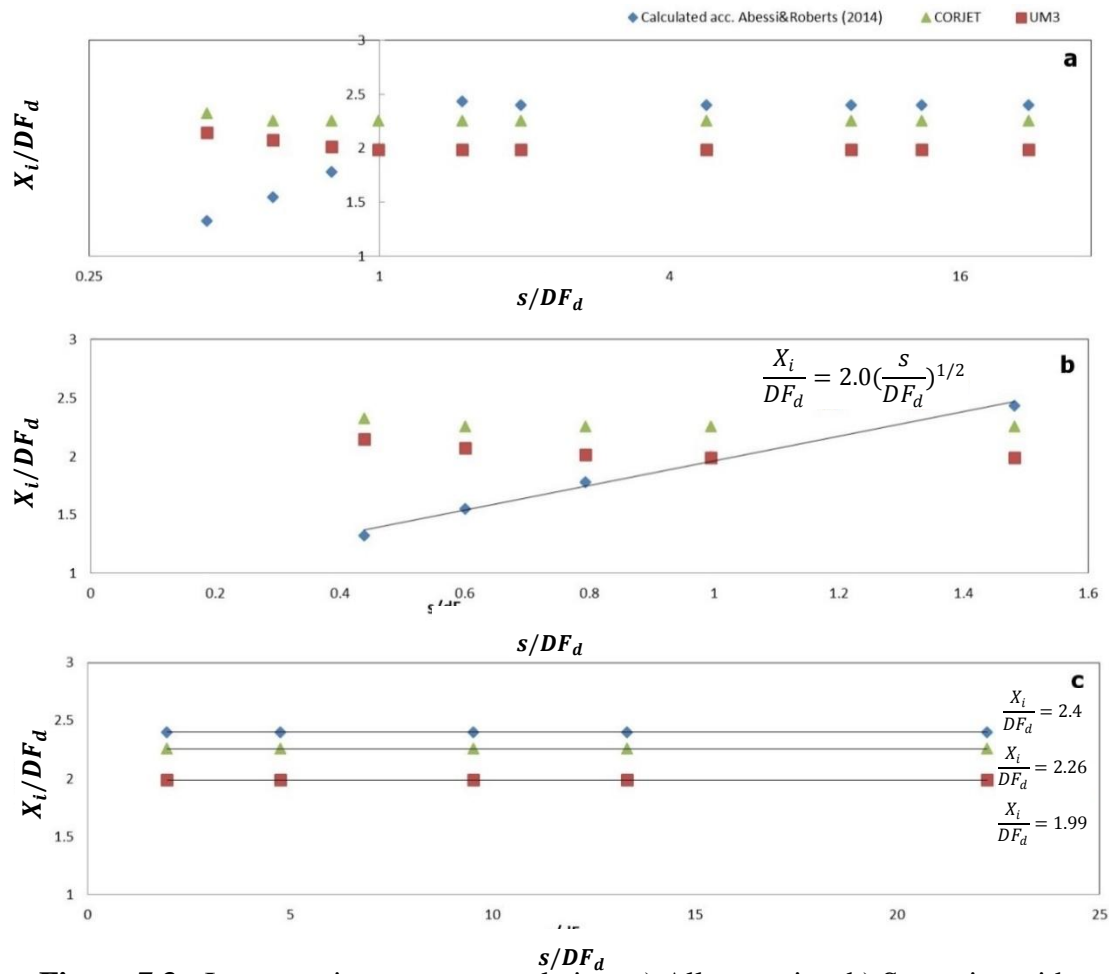 Calculated acc. Abessi&Roberts (2014) CORJET UM3
a
3
2.5
2
1.5
1
X_i/DF_d
0.25 1 4 16
s/DF_d
b
X_i/DF_d = 2.0(s/DF_d)^{1/2}
3
2.5
2
1.5
1
X_i/DF_d
0 0.2 0.4 0.6 0.8 1 1.2 1.4 1.6
s/DF_d
c
3
2.5
2
1.5
1
X_i/DF_d
X_i/DF_d = 2.4
X_i/DF_d = 2.26
X_i/DF_d = 1.99
0 5 10 15 20 25
s/DF_d